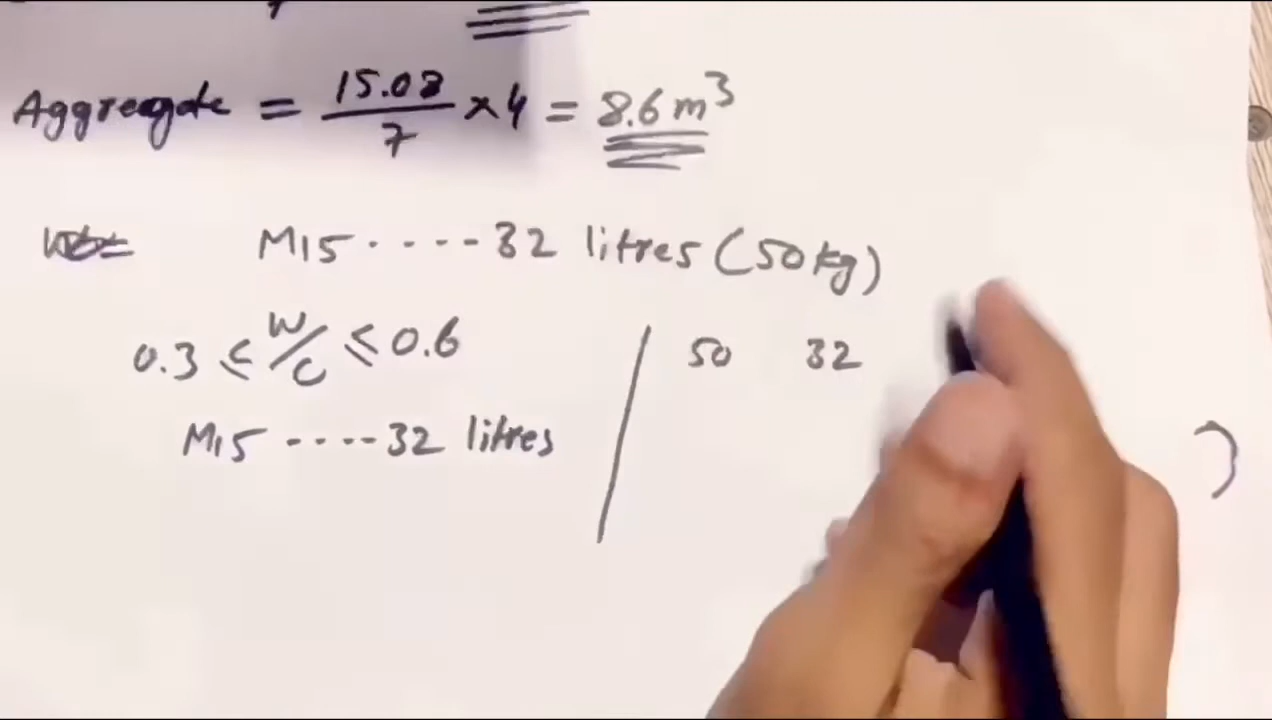 Aggregate = 15.08/7 x 4 = 8.6 m³
M15 ----- 32 litres (50 kg)
0.3 ≤ W/C ≤ 0.6
50 32
M15 ---- 32 litres